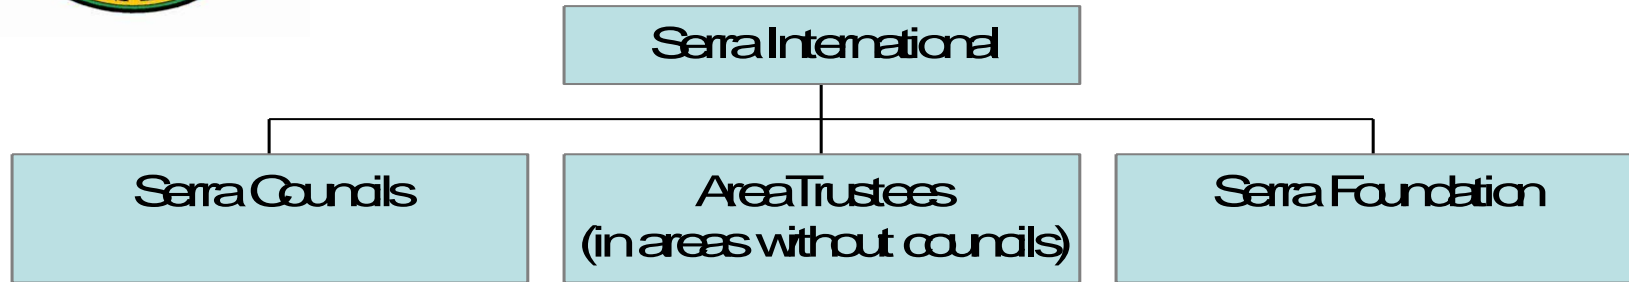 Serra International
Serra Councils
Area Trustees
(in areas without councils)
Serra Foundation